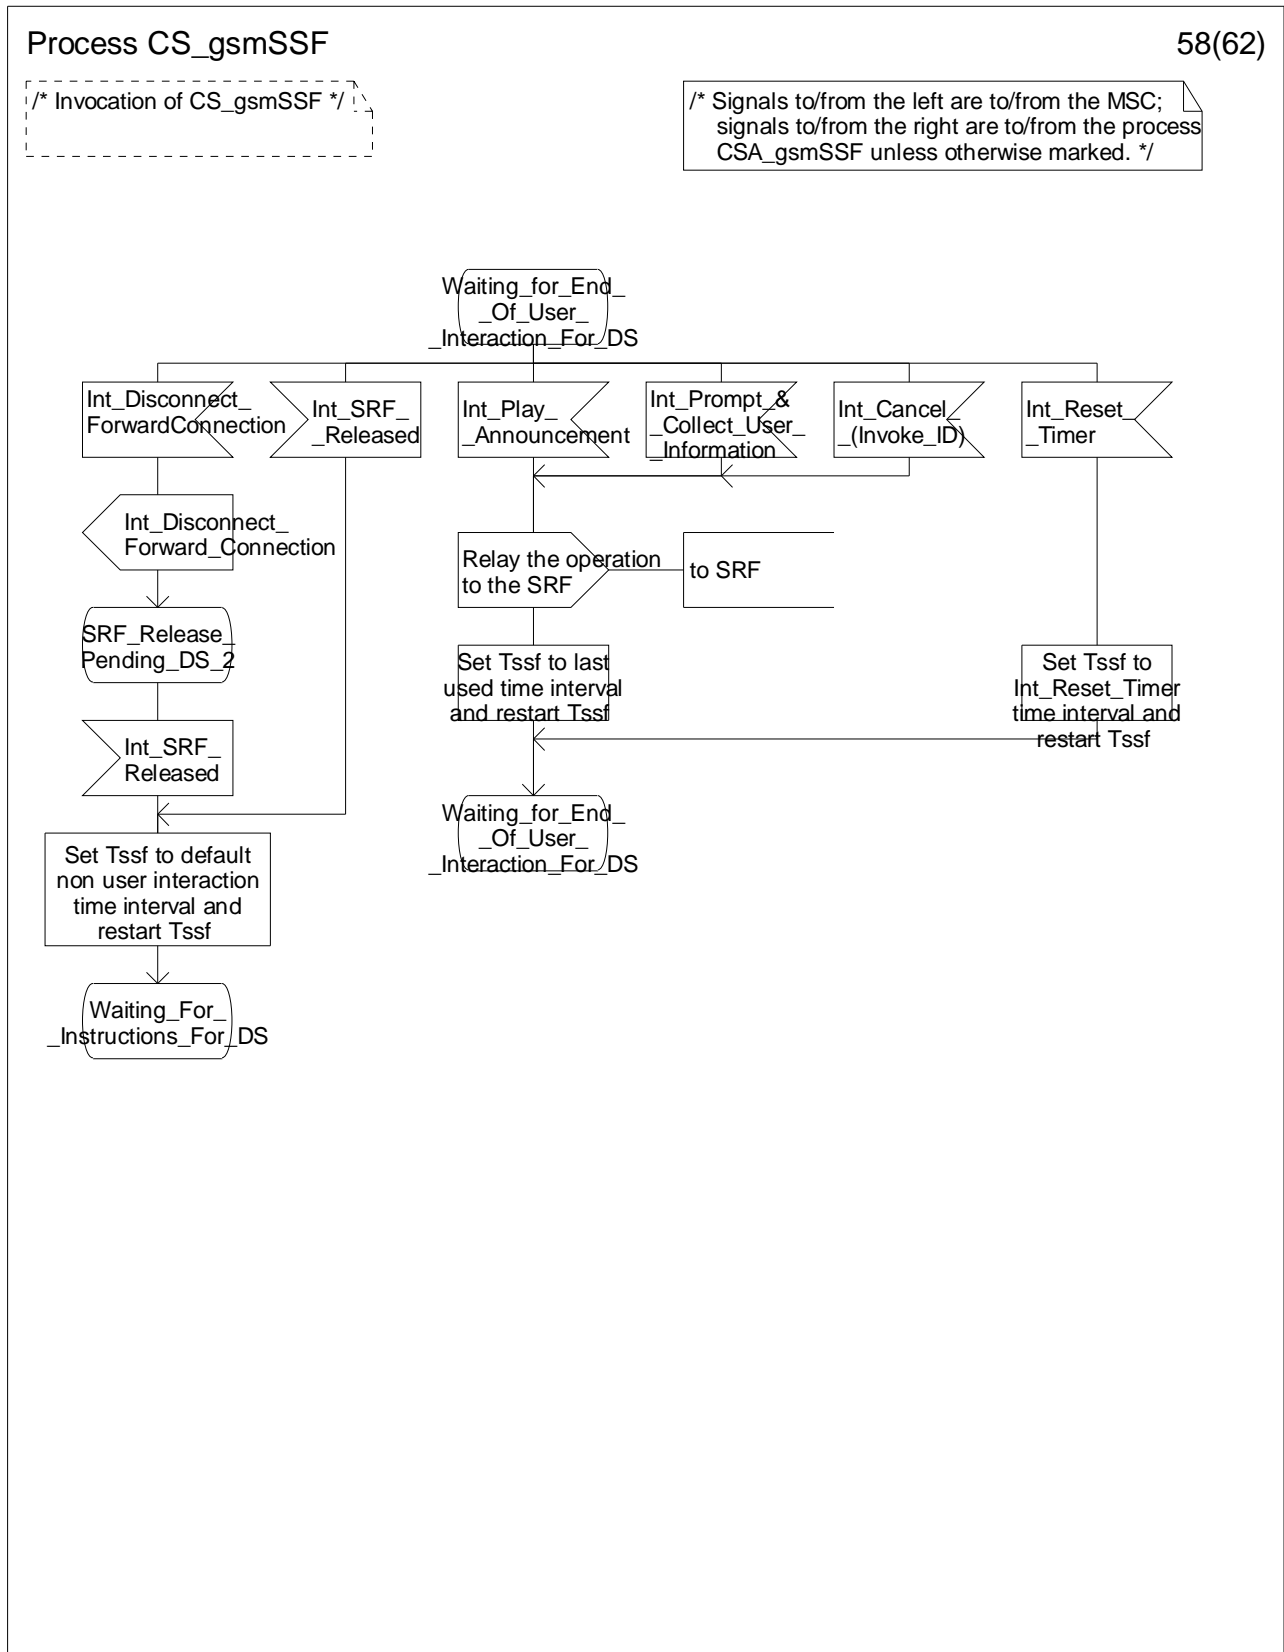 Process CS_gsmSSF
58(62)
/* Invocation of CS_gsmSSF */
/* Signals to/from the left are to/from the MSC;
signals to/from the right are to/from the process
CSA_gsmSSF unless otherwise marked. */
Waiting_for_End_
_Of_User_
_Interaction_For_DS
Int_Disconnect_
ForwardConnection
Int_SRF_
_Released
Int_Play_
_Announcement
Int_Prompt_&
_Collect_User_
_Information
Int_Cancel_
_(Invoke_ID)
Int_Reset_
_Timer
Int_Disconnect_
Forward_Connection
Relay the operation
to the SRF
to SRF
SRF_Release_
Pending_DS_2
Set Tssf to last
used time interval
and restart Tssf
Set Tssf to
Int_Reset_Timer
time interval and
restart Tssf
Int_SRF_
Released
Waiting_for_End_
_Of_User_
_Interaction_For_DS
Set Tssf to default
non user interaction
time interval and
restart Tssf
Waiting_For_
_Instructions_For_DS